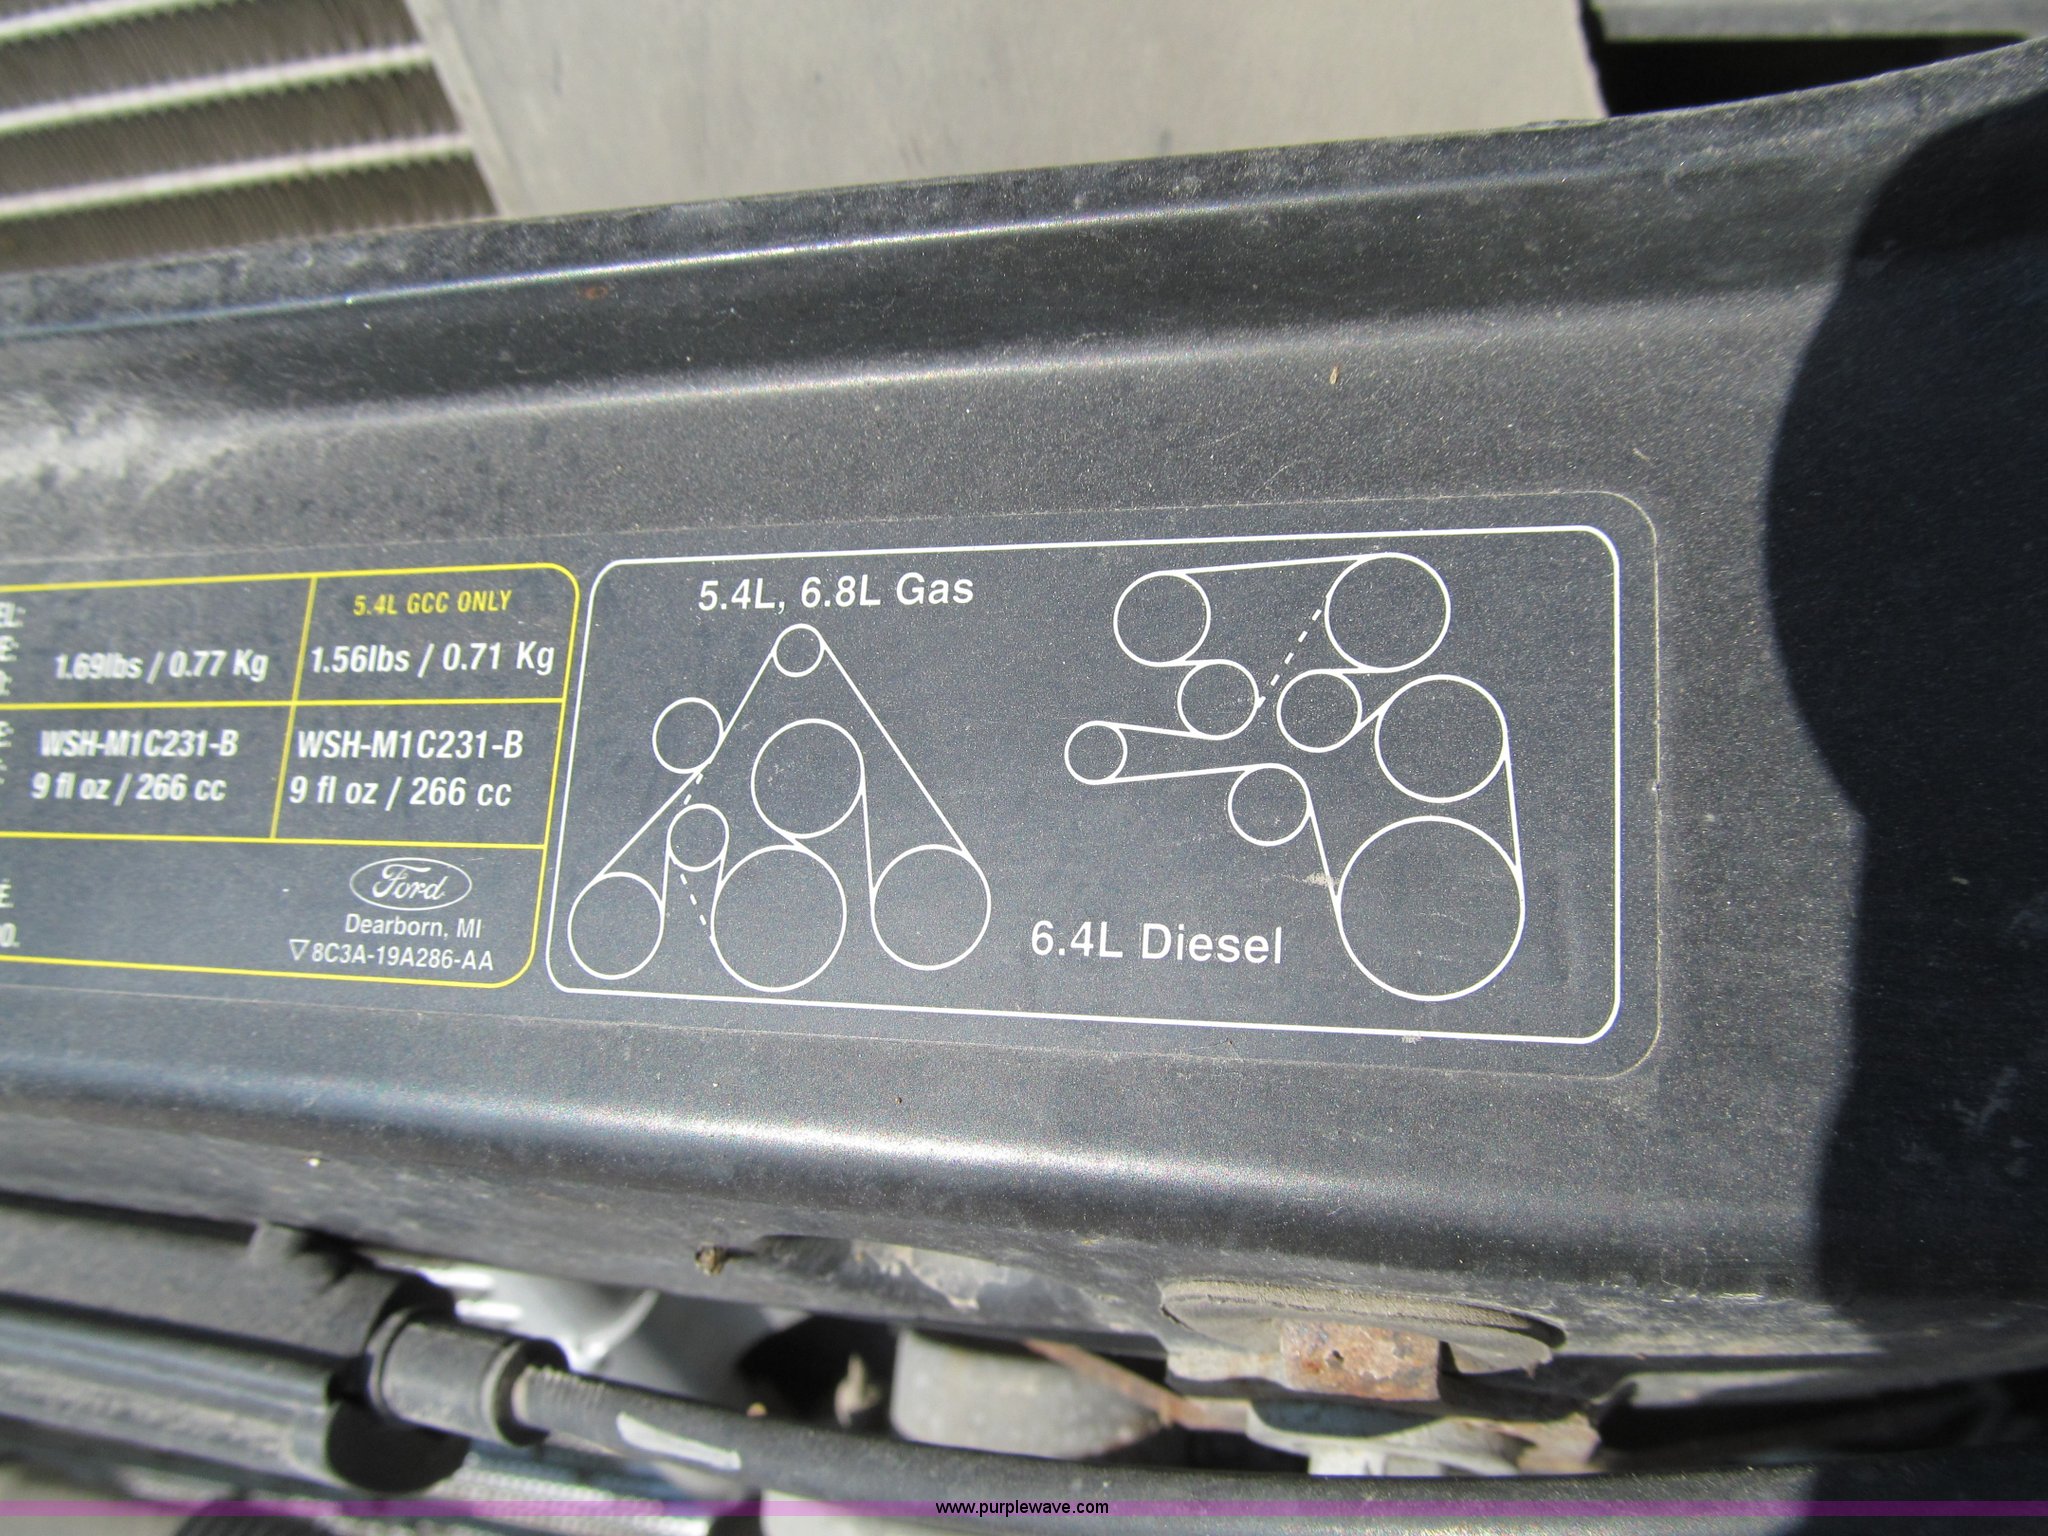 5.4L GCC ONLY
1.69lbs / 0.77 Kg
1.56lbs / 0.71 Kg
WSH-M1C231-B
9 fl oz / 266 cc
WSH-M1C231-B
9 fl oz / 266 cc
Ford
Dearborn, MI
8C3A-19A286-AA
5.4L, 6.8L Gas
6.4L Diesel
www.purplewave.com